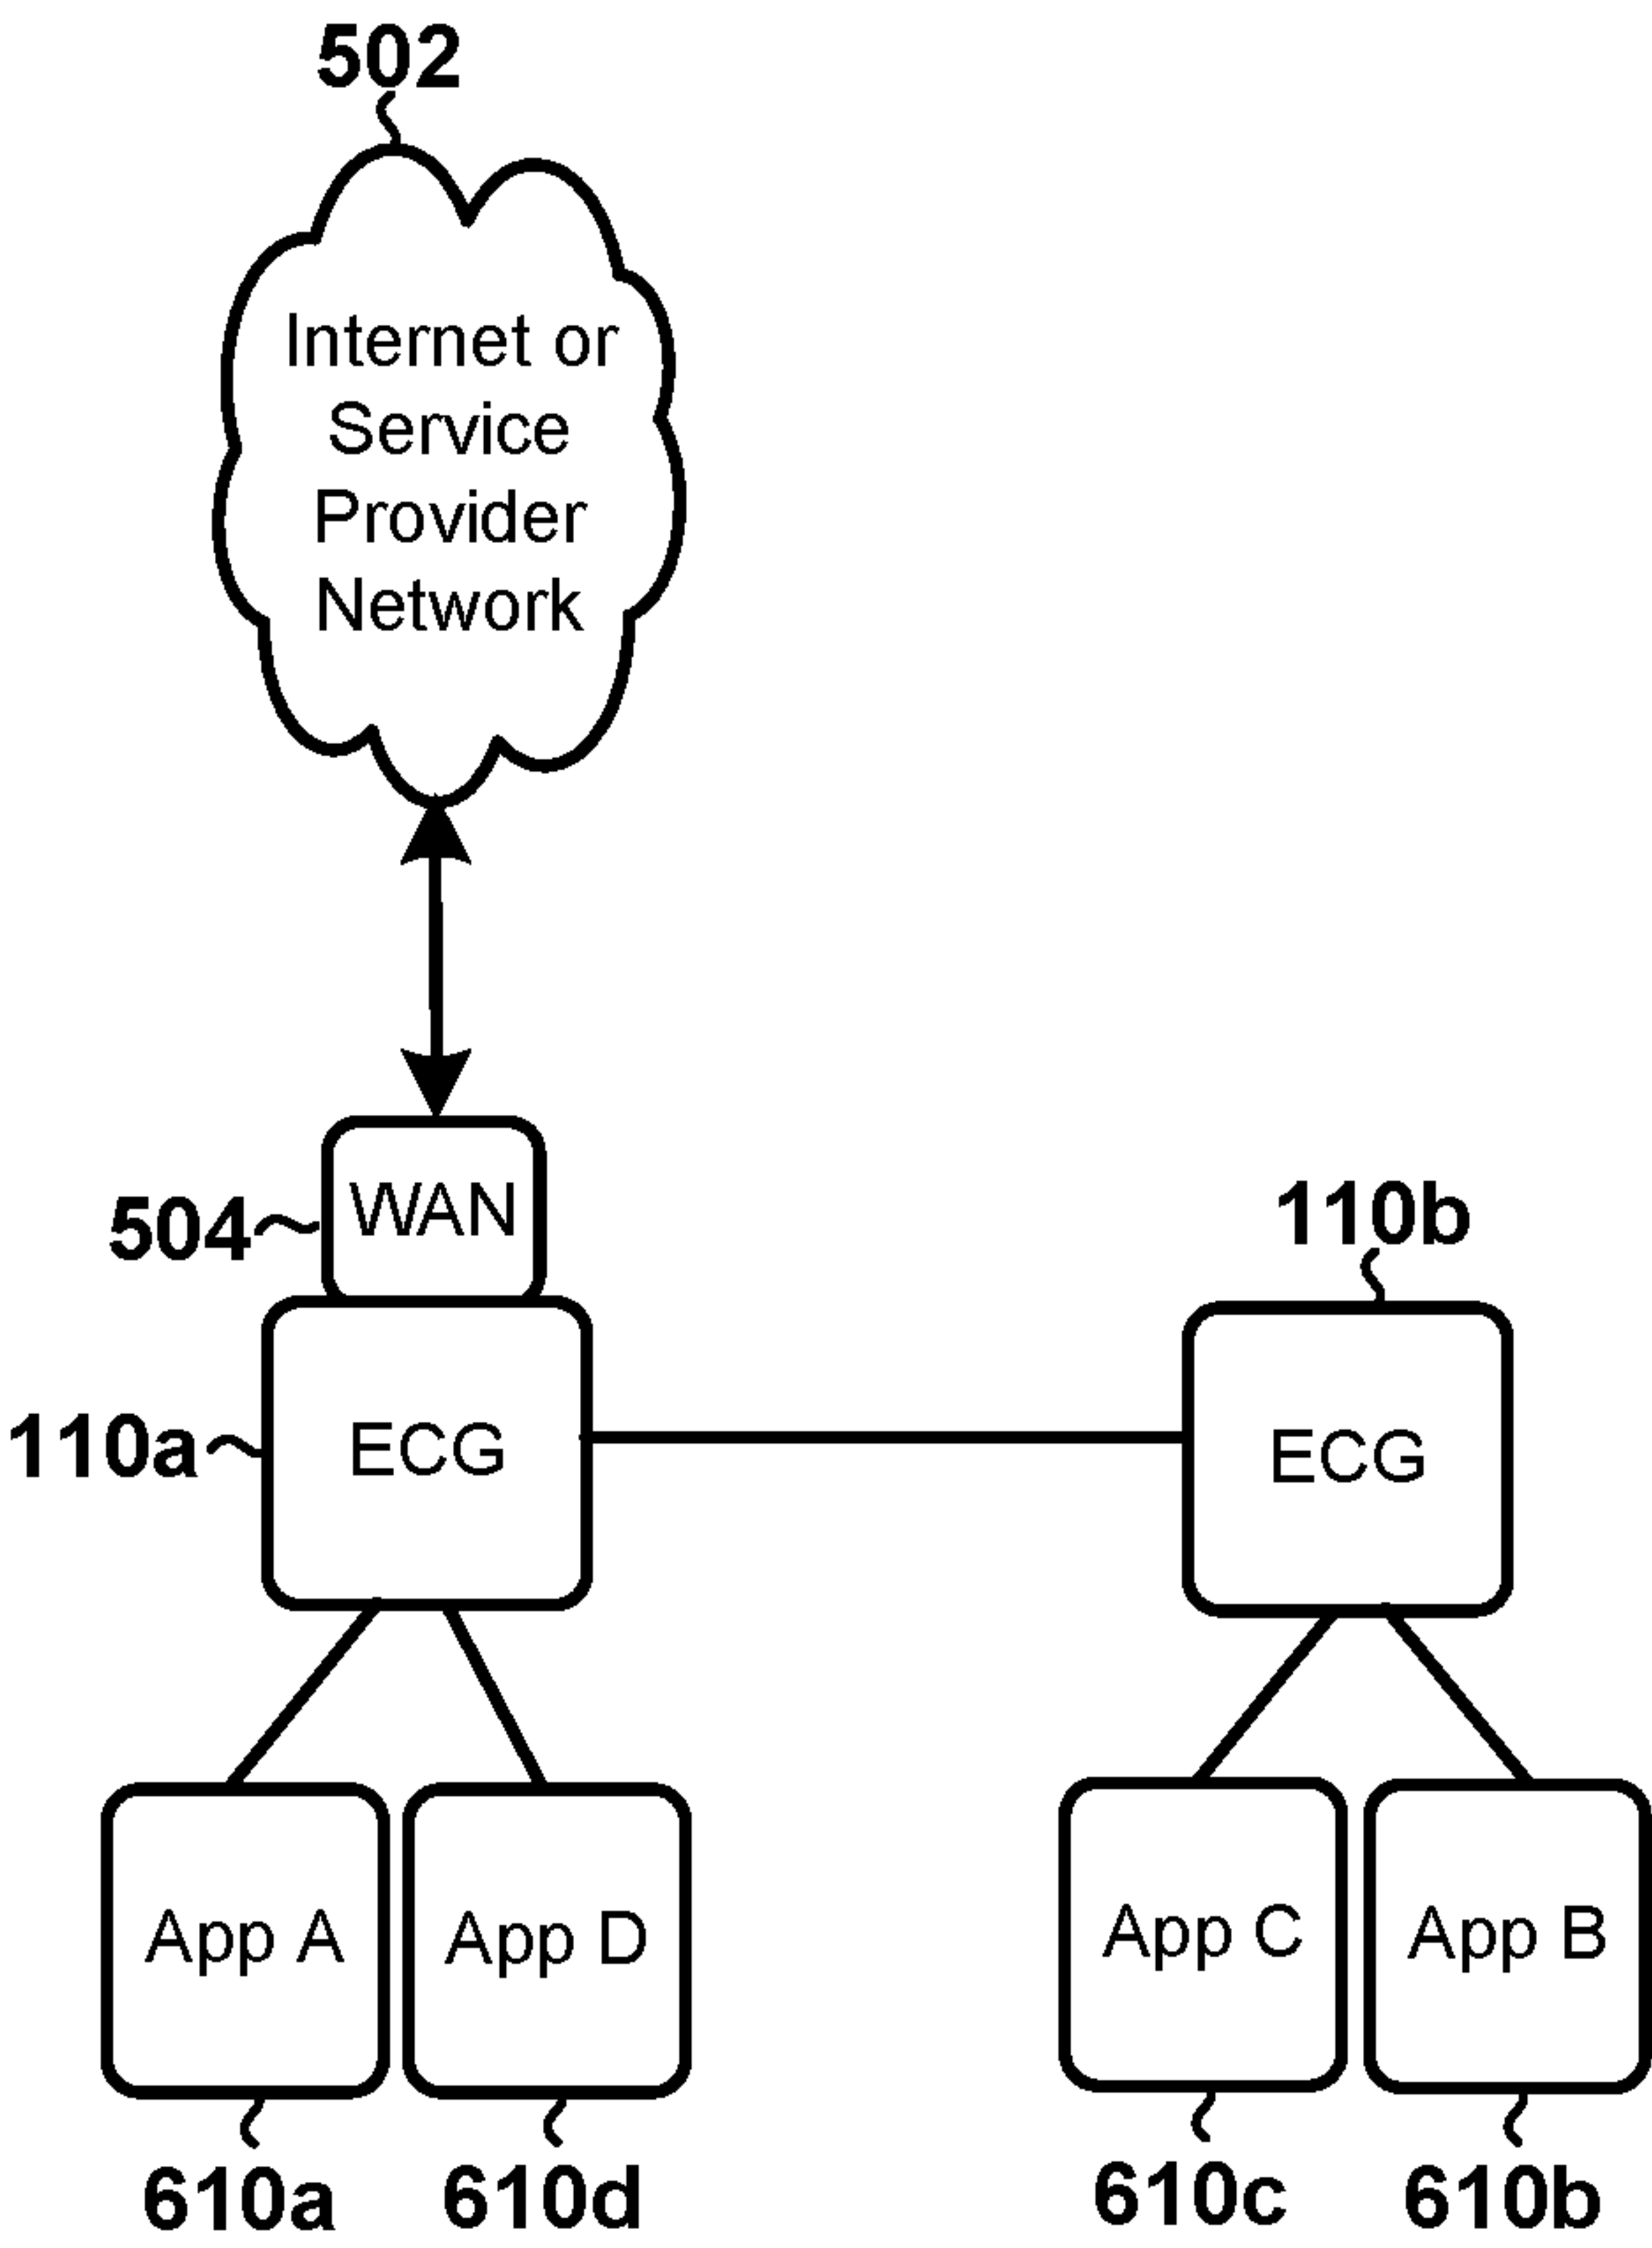 502
Internet or
Service
Provider
Network
504
WAN
110b
110a
ECG
ECG
App A
App D
App C
App B
610a
610d
610c
610b